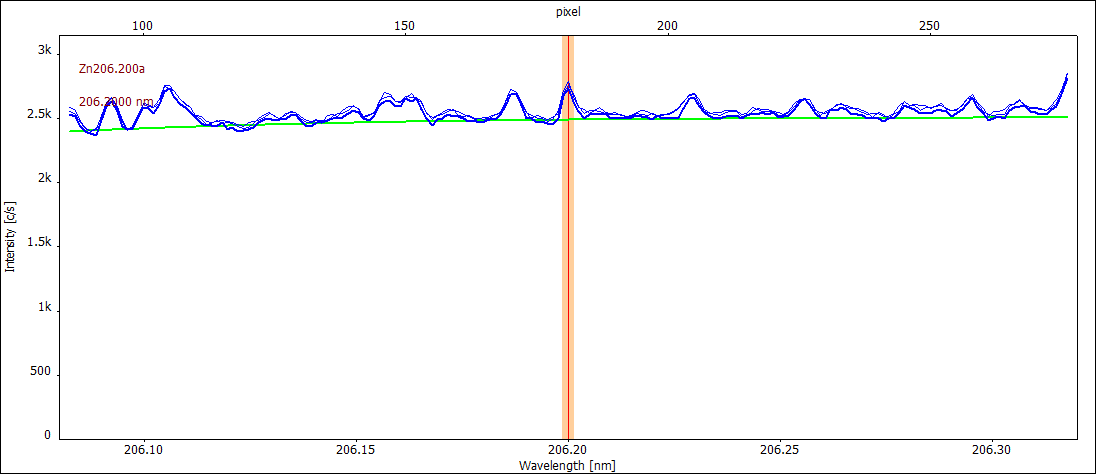 pixel
100 150 200 250
3k
Zn206.200a
206.2000 nm
2.5k
2k
1.5k
1k
500
0
Intensity [c/s]
206.10 206.15 206.20 206.25 206.30
Wavelength [nm]